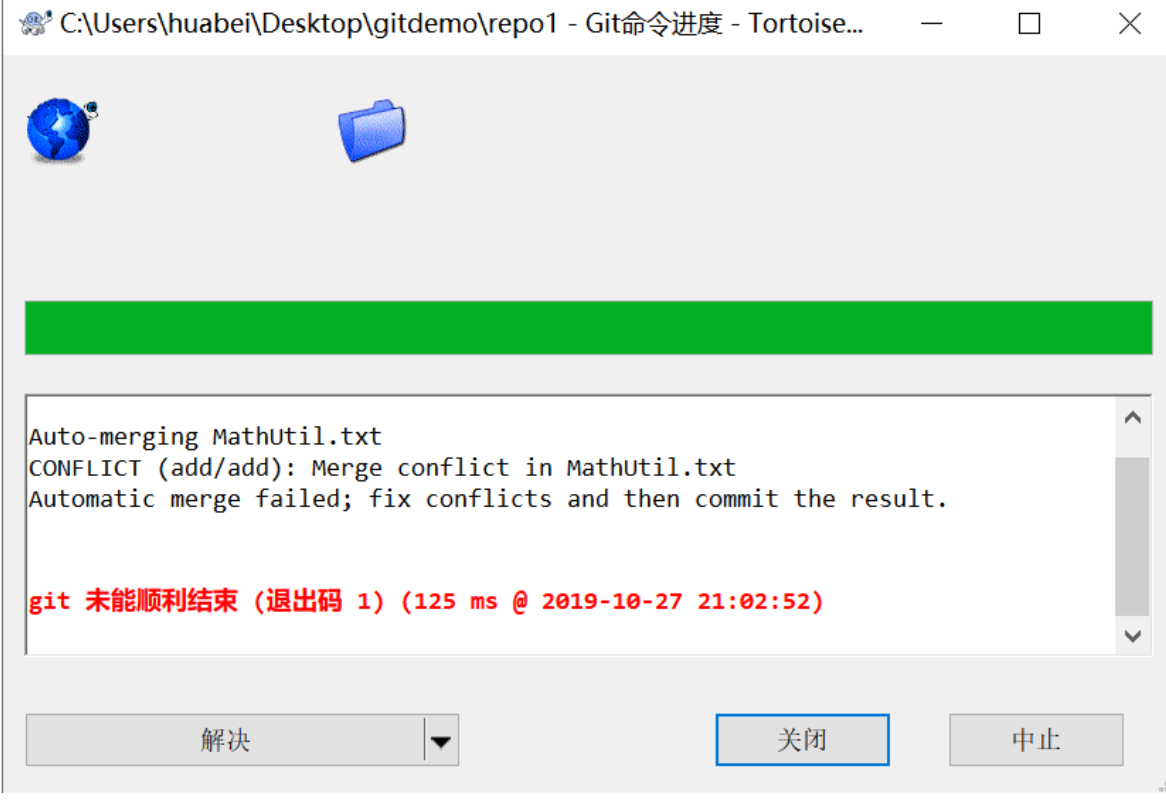 C:\Users\huabei\Desktop\gitdemo\repo1 - Git命令进度 - Tortoise...
Auto-merging MathUtil.txt
CONFLICT (add/add): Merge conflict in MathUtil.txt
Automatic merge failed; fix conflicts and then commit the result.
git 未能顺利结束 (退出码 1) (125 ms @ 2019-10-27 21:02:52)
解决
关闭
中止